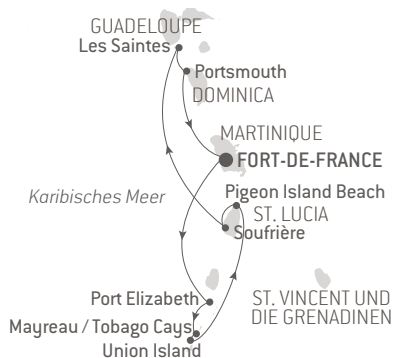 GUADELOUPE
Les Saintes
Portsmouth
DOMINICA
MARTINIQUE
FORT-DE-FRANCE
Karibisches Meer
Pigeon Island Beach
ST. LUCIA
Soufrière
Port Elizabeth
ST. VINCENT UND
DIE GRENADINEN
Mayreau / Tobago Cays
Union Island